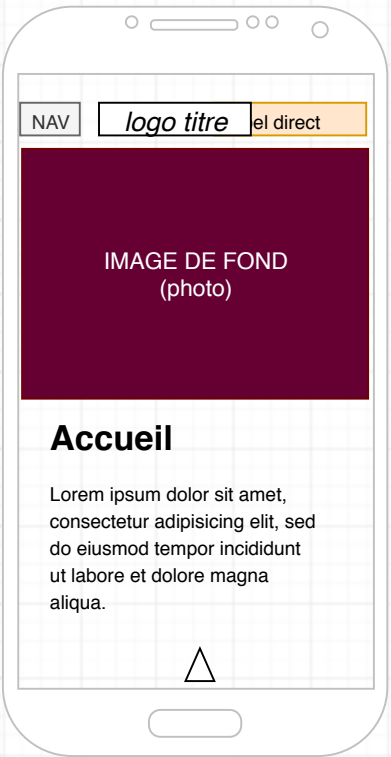 NAV
logo titre
el direct
IMAGE DE FOND
(photo)
Accueil
Lorem ipsum dolor sit amet,
consectetur adipisicing elit, sed
do eiusmod tempor incididunt
ut labore et dolore magna
aliqua.